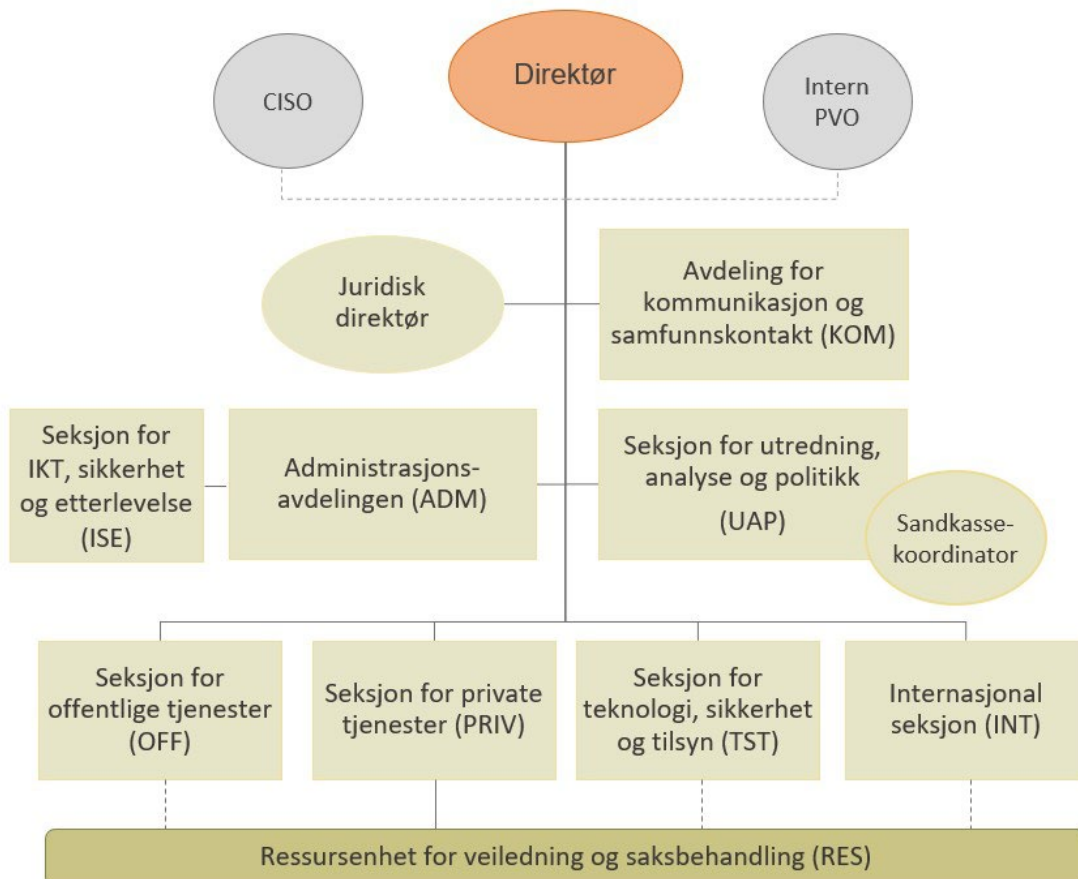 Direktør
CISO
Intern
PVO
Juridisk
direktør
Avdeling for
kommunikasjon og
samfunnskontakt (KOM)
Seksjon for
IKT, sikkerhet
og etterlevelse
(ISE)
Administrasjons-
avdelingen (ADM)
Seksjon for utredning,
analyse og politikk
(UAP)
Sandkasse-
koordinator
Seksjon for
offentlige tjenester
(OFF)
Seksjon for private
tjenester (PRIV)
Seksjon for
teknologi, sikkerhet
og tilsyn (TST)
Internasjonal
seksjon (INT)
Ressursenhet for veiledning og saksbehandling (RES)